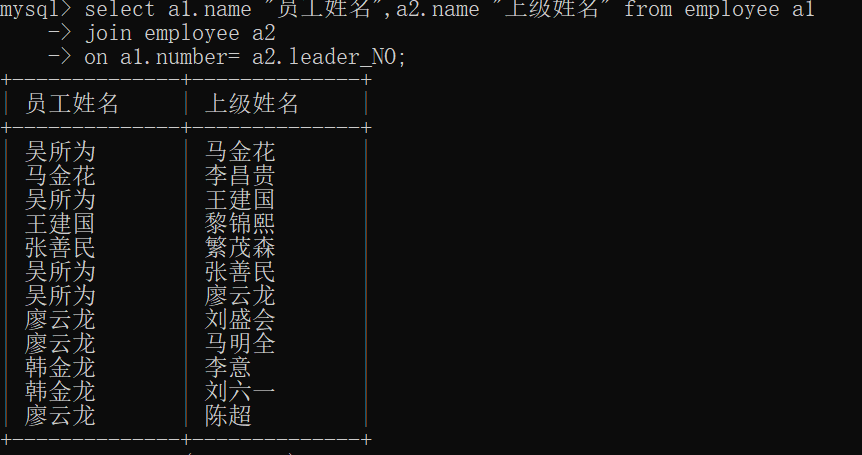 mysql> select a1.name "员工姓名",a2.name "上级姓名" from employee a1
-> join employee a2
-> on a1.number= a2.leader_NO;
+--------------+--------------+
| 员工姓名 | 上级姓名 |
+--------------+--------------+
| 吴所为 | 马金花 |
| 马金花 | 李昌贵 |
| 吴所为 | 王建国 |
| 王建国 | 黎锦熙 |
| 张善民 | 繁茂森 |
| 吴所为 | 张善民 |
| 吴所为 | 廖云龙 |
| 廖云龙 | 刘盛会 |
| 廖云龙 | 马明全 |
| 韩金龙 | 李意 |
| 韩金龙 | 刘六一 |
| 廖云龙 | 陈超 |
+--------------+--------------+